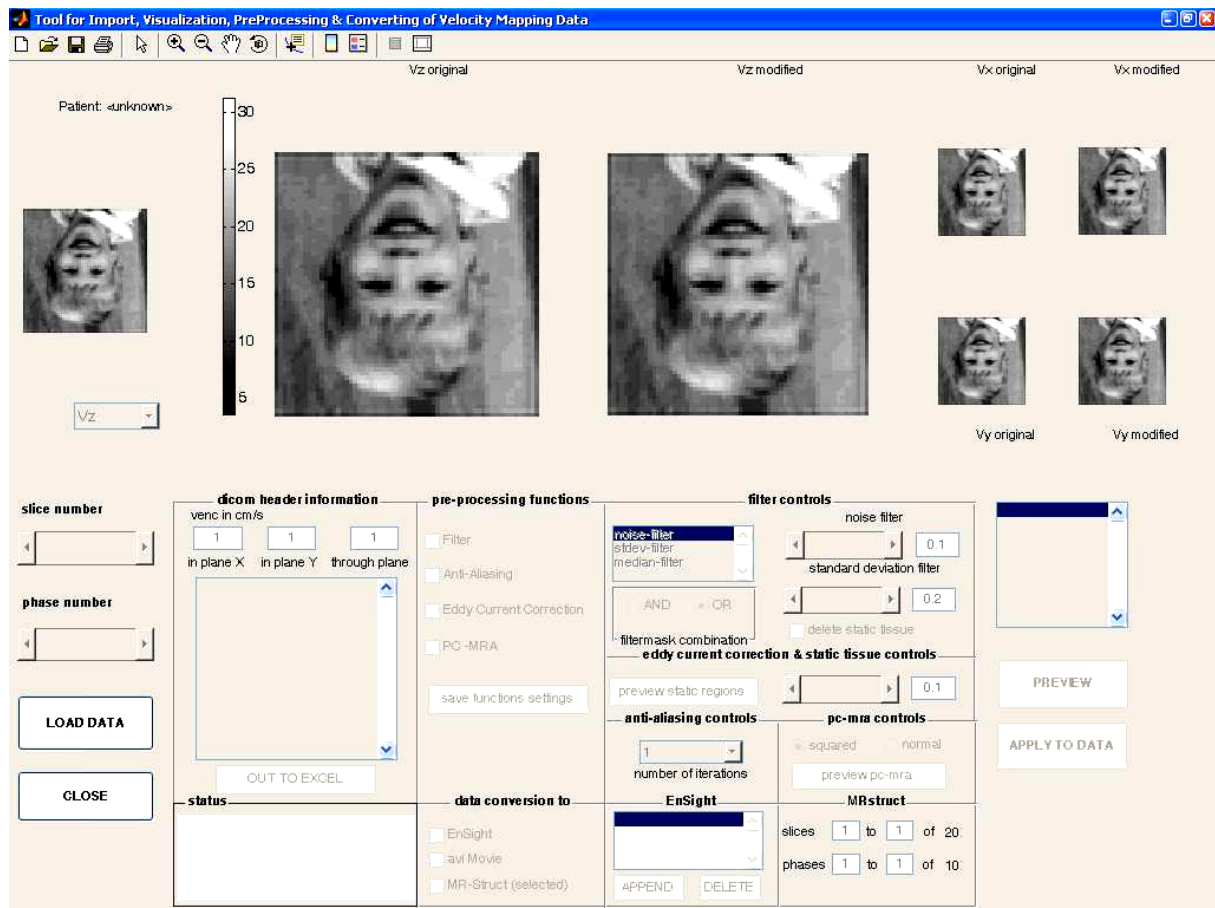 Tool for Import, Visualization, PreProcessing & Converting of Velocity Mapping Data
Vz original
Vz modified
Vx original
Vx modified
Patient: <unknown>
30
25
20
15
10
5
Vz
Vy original
Vy modified
slice number
phase number
LOAD DATA
CLOSE
dicom header information
venc in cm/s
1 1 1
in plane X in plane Y through plane
OUT TO EXCEL
status
pre-processing functions
Filter
Anti-Aliasing
Eddy Current Correction
PC -MRA
save functions settings
data conversion to
EnSight
avi Movie
MR-Struct (selected)
filter controls
noise-filter
stdev-filter
median-filter
AND OR
filtermask combination
noise filter
0.1
standard deviation filter
0.2
delete static tissue
eddy current correction & static tissue controls
preview static regions
0.1
anti-aliasing controls
1
number of iterations
pc-mra controls
squared normal
preview pc-mra
EnSight
APPEND DELETE
MRstruct
slices 1 to 1 of 20
phases 1 to 1 of 10
PREVIEW
APPLY TO DATA